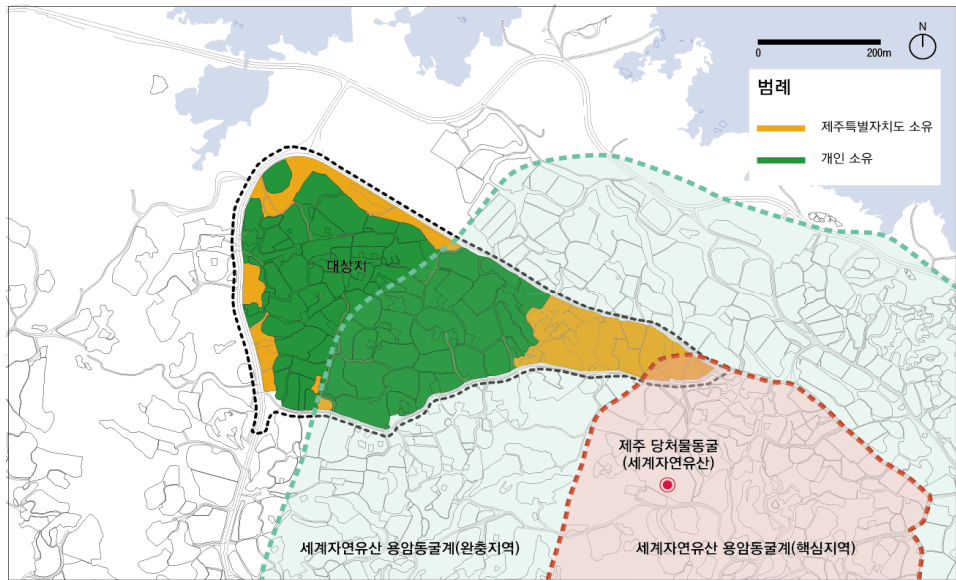 N
0
200m
범례
제주특별자치도 소유
개인 소유
대상지
제주 당처물동굴
(세계자연유산)
세계자연유산 용암동굴계(완충지역)
세계자연유산 용암동굴계(핵심지역)